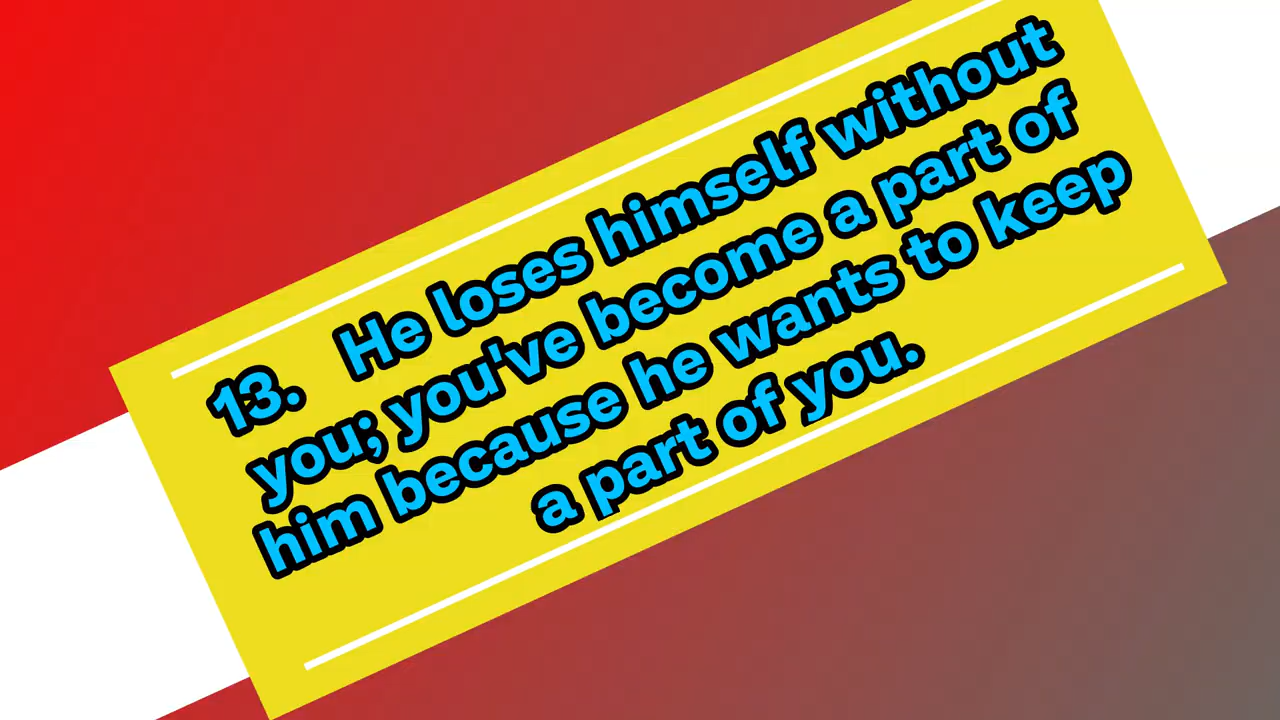 13. He loses himself without
you; you've become a part of
him because he wants to keep
a part of you.